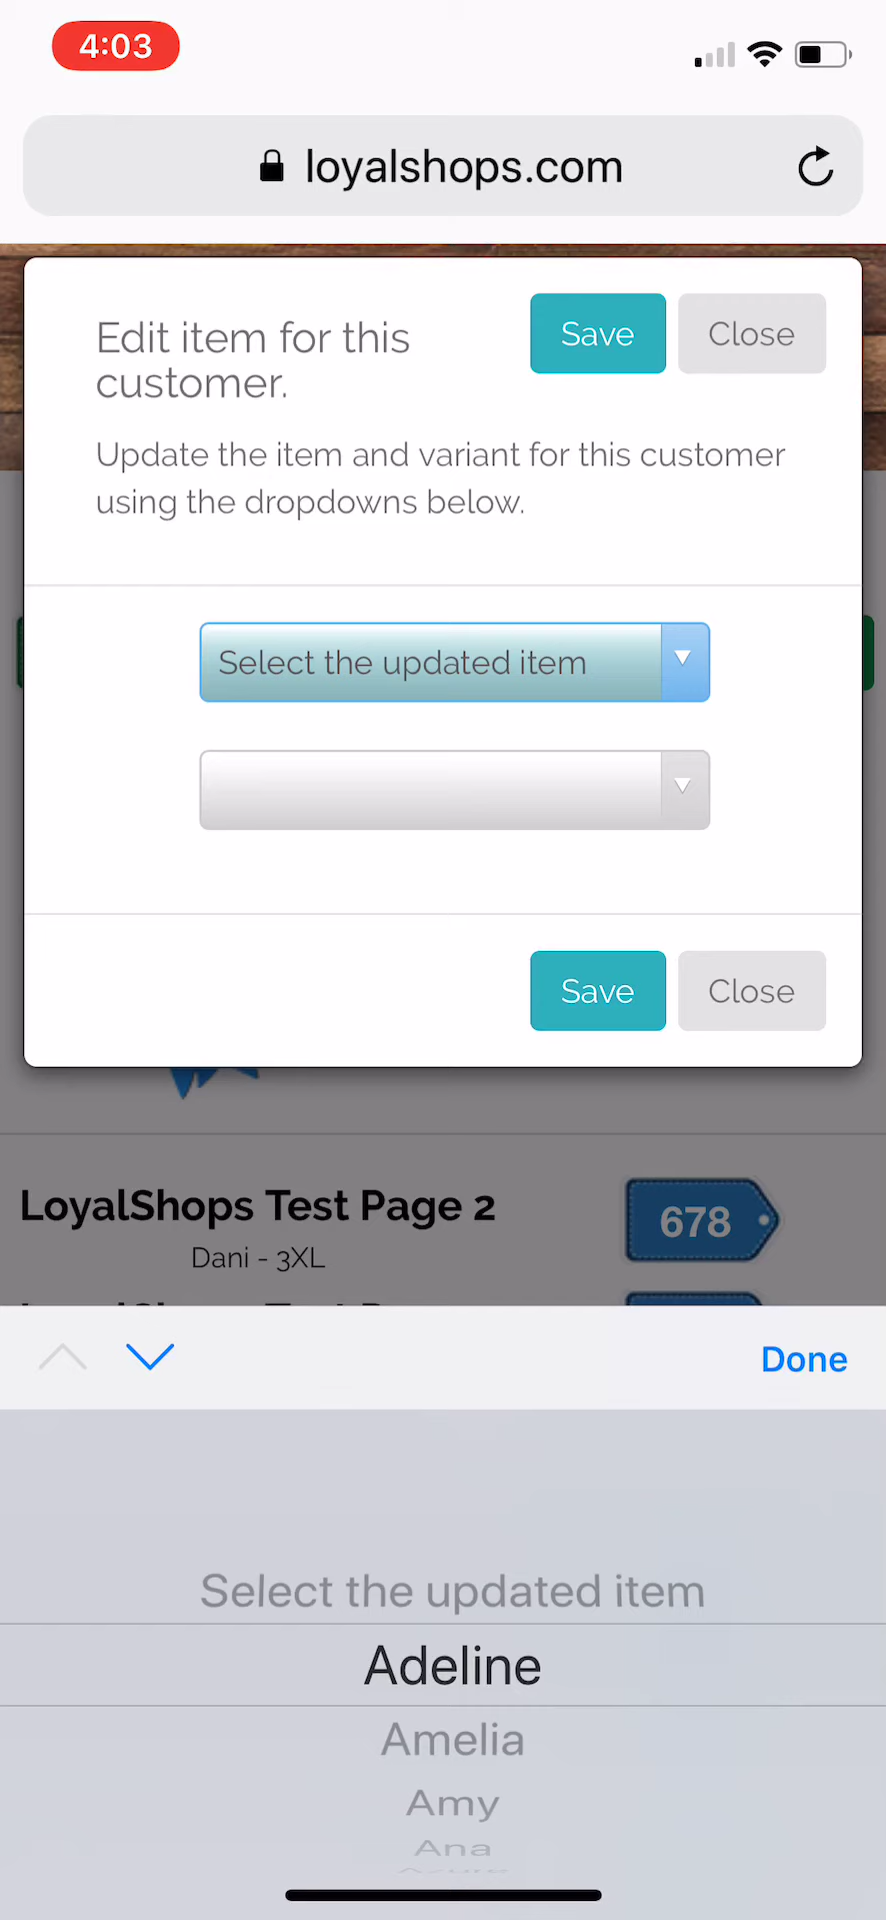 4:03
loyalshops.com
Edit item for this
customer.
Save
Close
Update the item and variant for this customer
using the dropdowns below.
Select the updated item
Save
Close
LoyalShops Test Page 2
678
Dani - 3XL
Done
Select the updated item
Adeline
Amelia
Amy
Ana